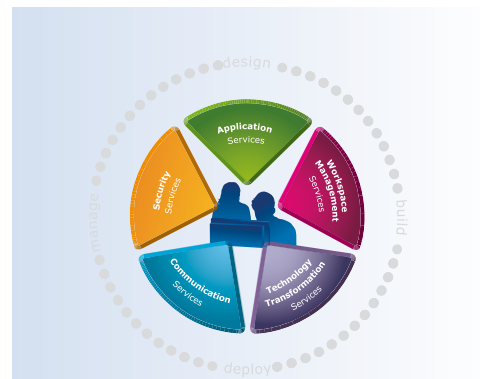 design
Application
Services
Workspace
Management
Services
build
Technology
Transformation
Services
deploy
Communication
Services
manage
Security
Services